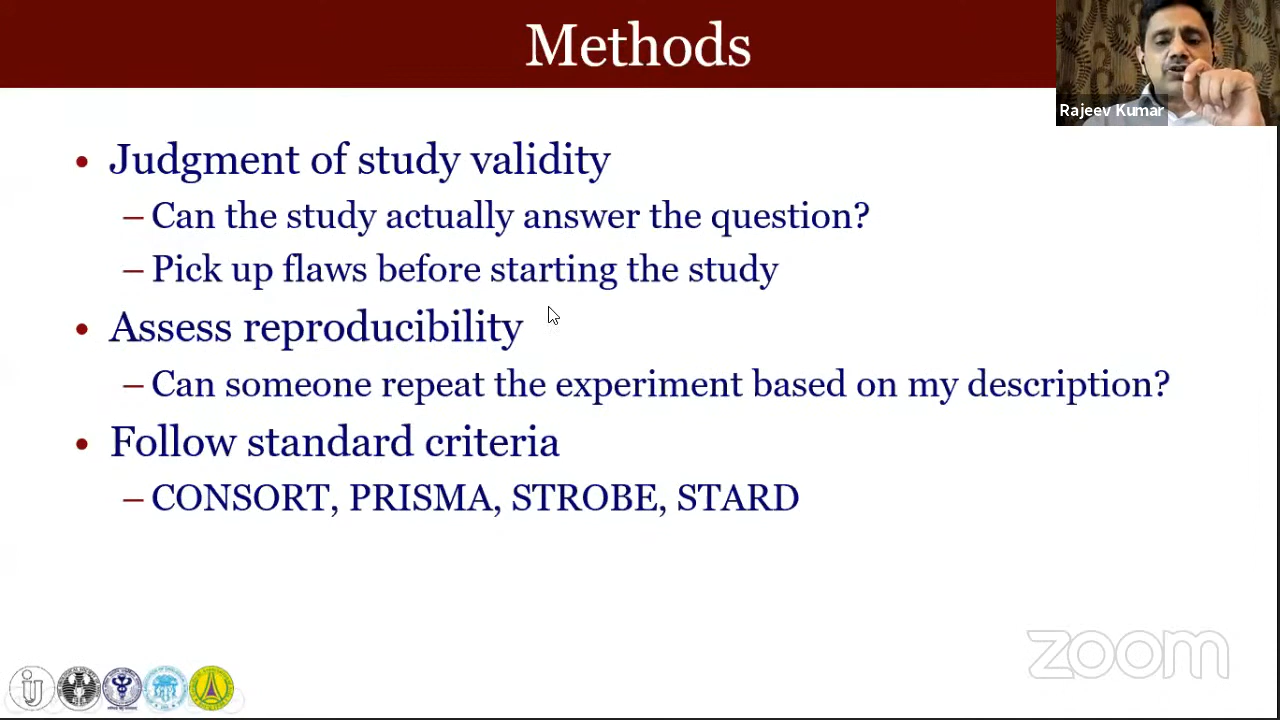 Methods
Rajeev Kumar
• Judgment of study validity
– Can the study actually answer the question?
– Pick up flaws before starting the study
• Assess reproducibility
– Can someone repeat the experiment based on my description?
• Follow standard criteria
– CONSORT, PRISMA, STROBE, STARD
zoom